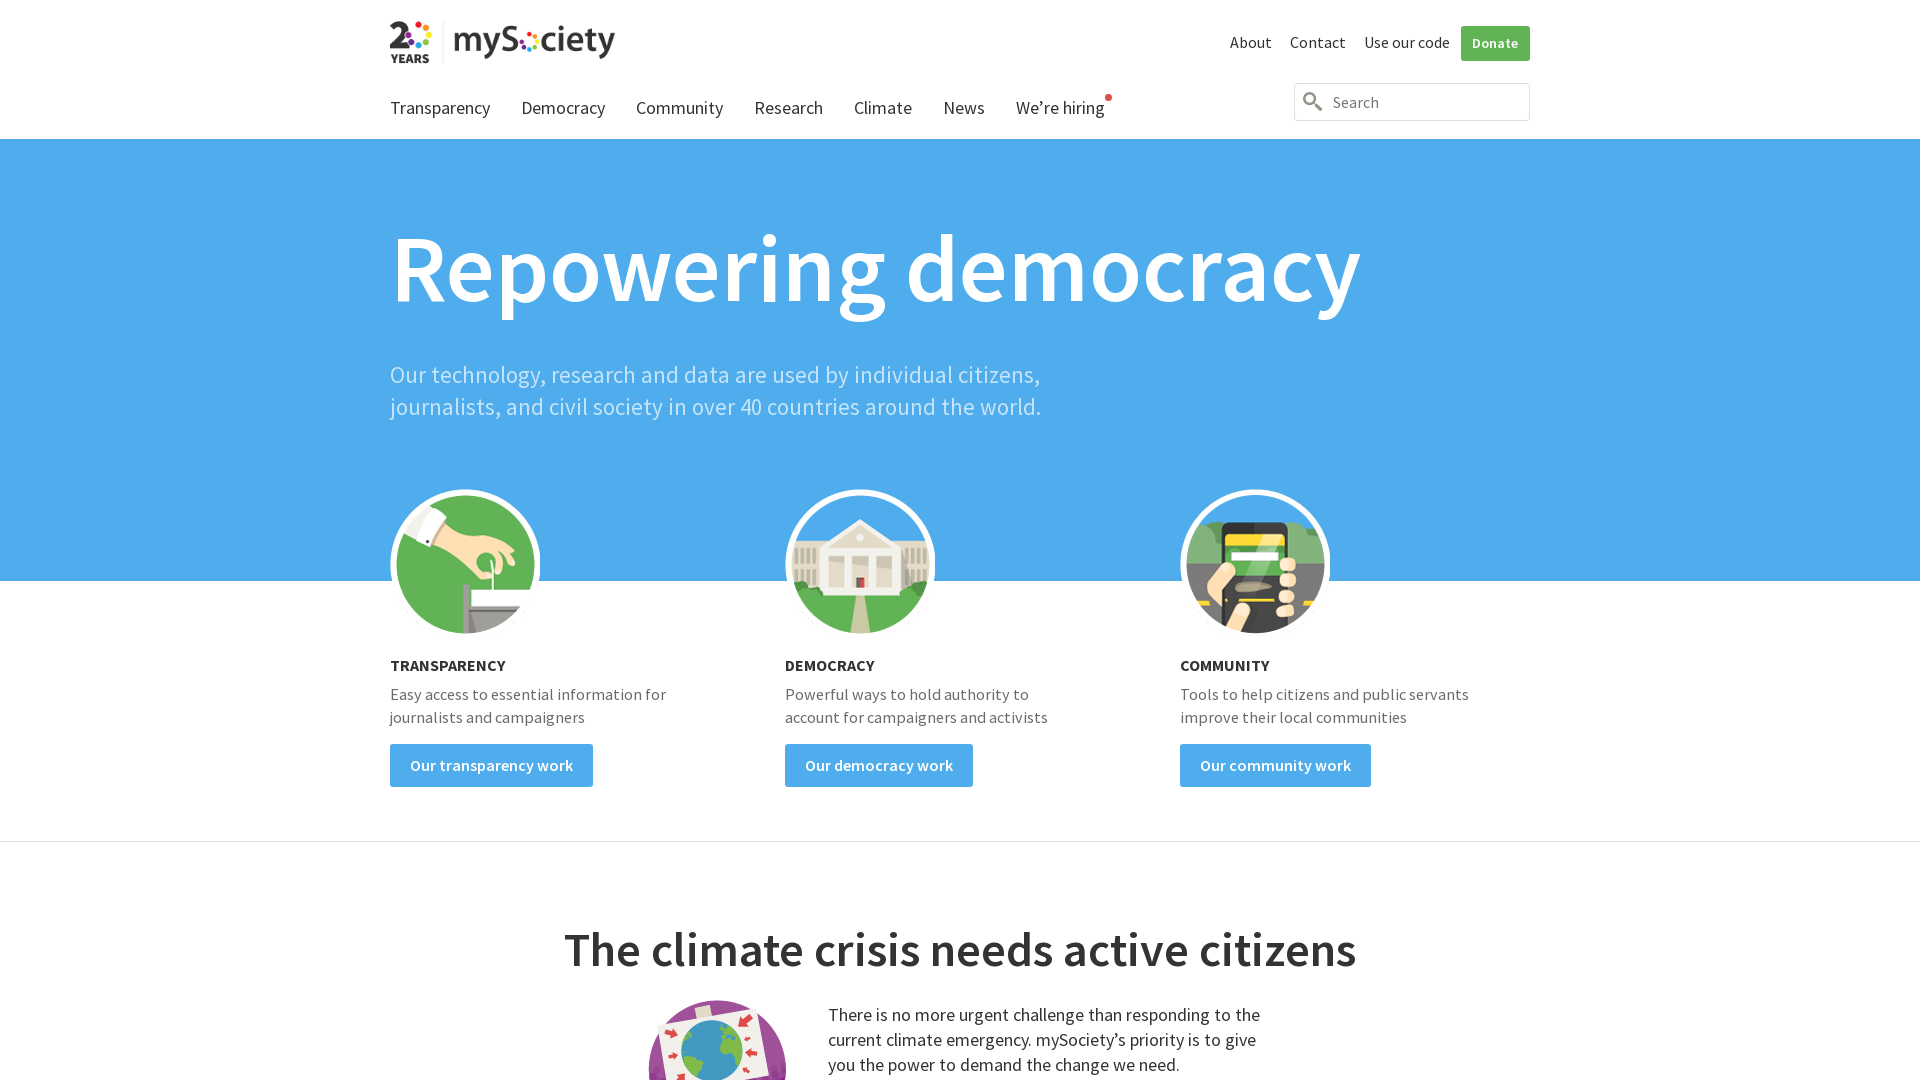 20 YEARS mySociety
About Contact Use our code Donate
Transparency Democracy Community Research Climate News We’re hiring
Search
Repowering democracy
Our technology, research and data are used by individual citizens,
journalists, and civil society in over 40 countries around the world.
TRANSPARENCY
Easy access to essential information for
journalists and campaigners
Our transparency work
DEMOCRACY
Powerful ways to hold authority to
account for campaigners and activists
Our democracy work
COMMUNITY
Tools to help citizens and public servants
improve their local communities
Our community work
The climate crisis needs active citizens
There is no more urgent challenge than responding to the
current climate emergency. mySociety’s priority is to give
you the power to demand the change we need.